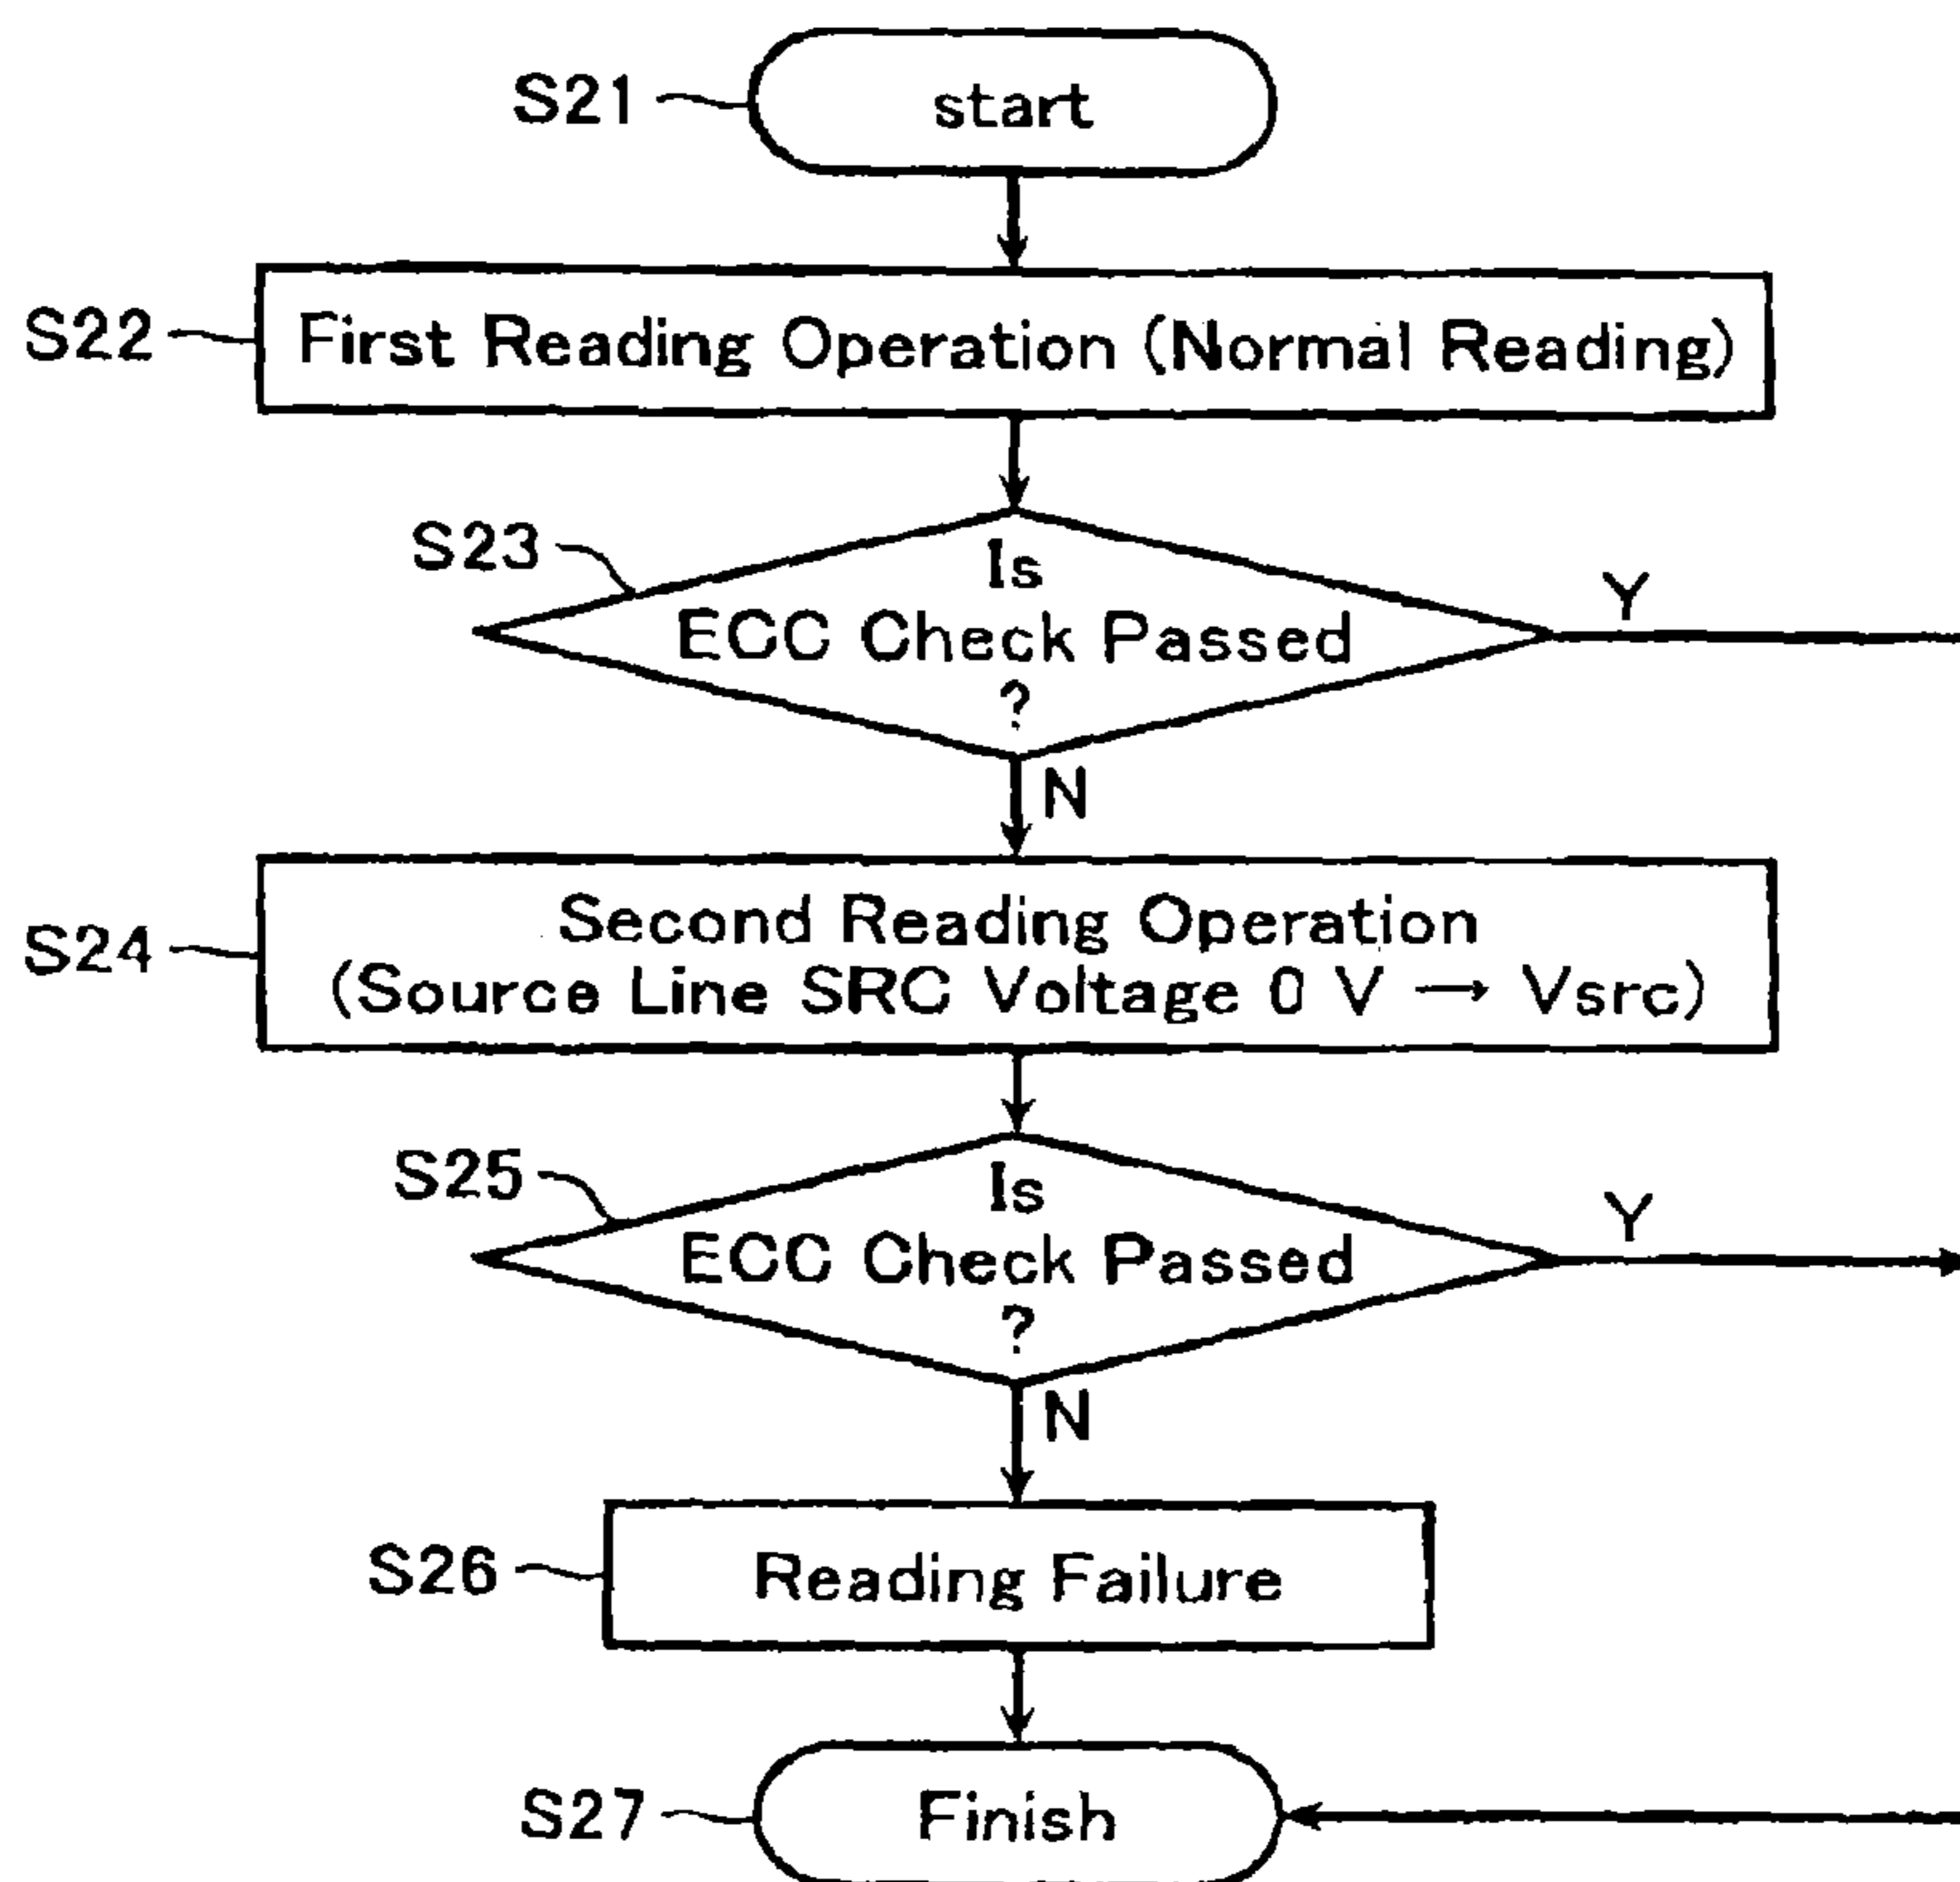 S21
start
S22
First Reading Operation (Normal Reading)
S23
Is
ECC Check Passed
?
Y
N
S24
Second Reading Operation
(Source Line SRC Voltage 0 V → Vsrc)
S25
Is
ECC Check Passed
?
Y
N
S26
Reading Failure
S27
Finish